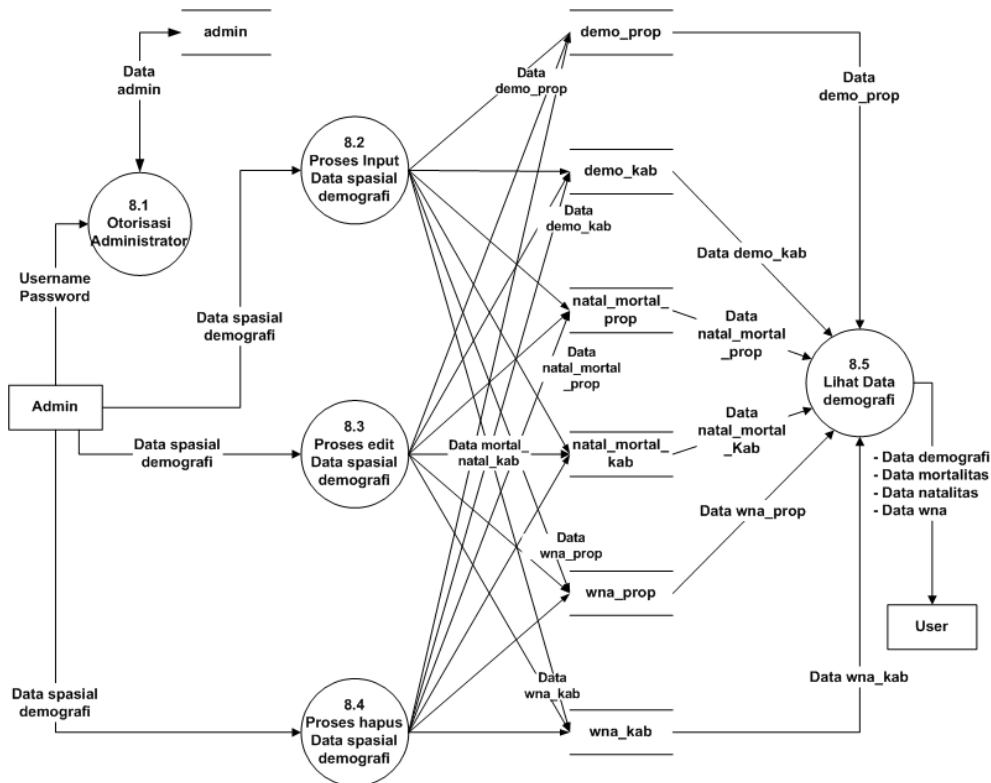 admin
Data
admin
8.1
Otorisasi
Administrator
Username
Password
Admin
Data spasial
demografi
Data spasial
demografi
Data spasial
demografi
8.2
Proses Input
Data spasial
demografi
8.3
Proses edit
Data spasial
demografi
8.4
Proses hapus
Data spasial
demografi
Data
demo_prop
Data
demo_kab
Data
natal_mortal
_prop
Data mortal_
natal_kab
Data
wna_prop
Data
wna_kab
demo_prop
demo_kab
natal_mortal_
prop
natal_mortal_
kab
wna_prop
wna_kab
Data
demo_prop
Data demo_kab
Data
natal_mortal
_prop
Data
natal_mortal
_Kab
Data wna_prop
Data wna_kab
8.5
Lihat Data
demografi
- Data demografi
- Data mortalitas
- Data natalitas
- Data wna
User